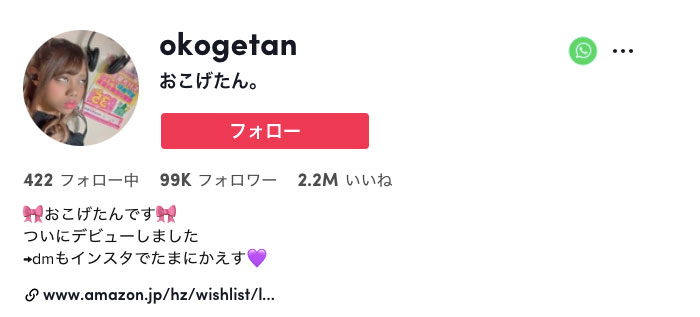 okogetan
おこげたん。
フォロー
422 フォロー中 99K フォロワー 2.2M いいね
🎀おこげたんです🎀
ついにデビューしました
➡dmもインスタでたまにかえす💜
www.amazon.jp/hz/wishlist/l...